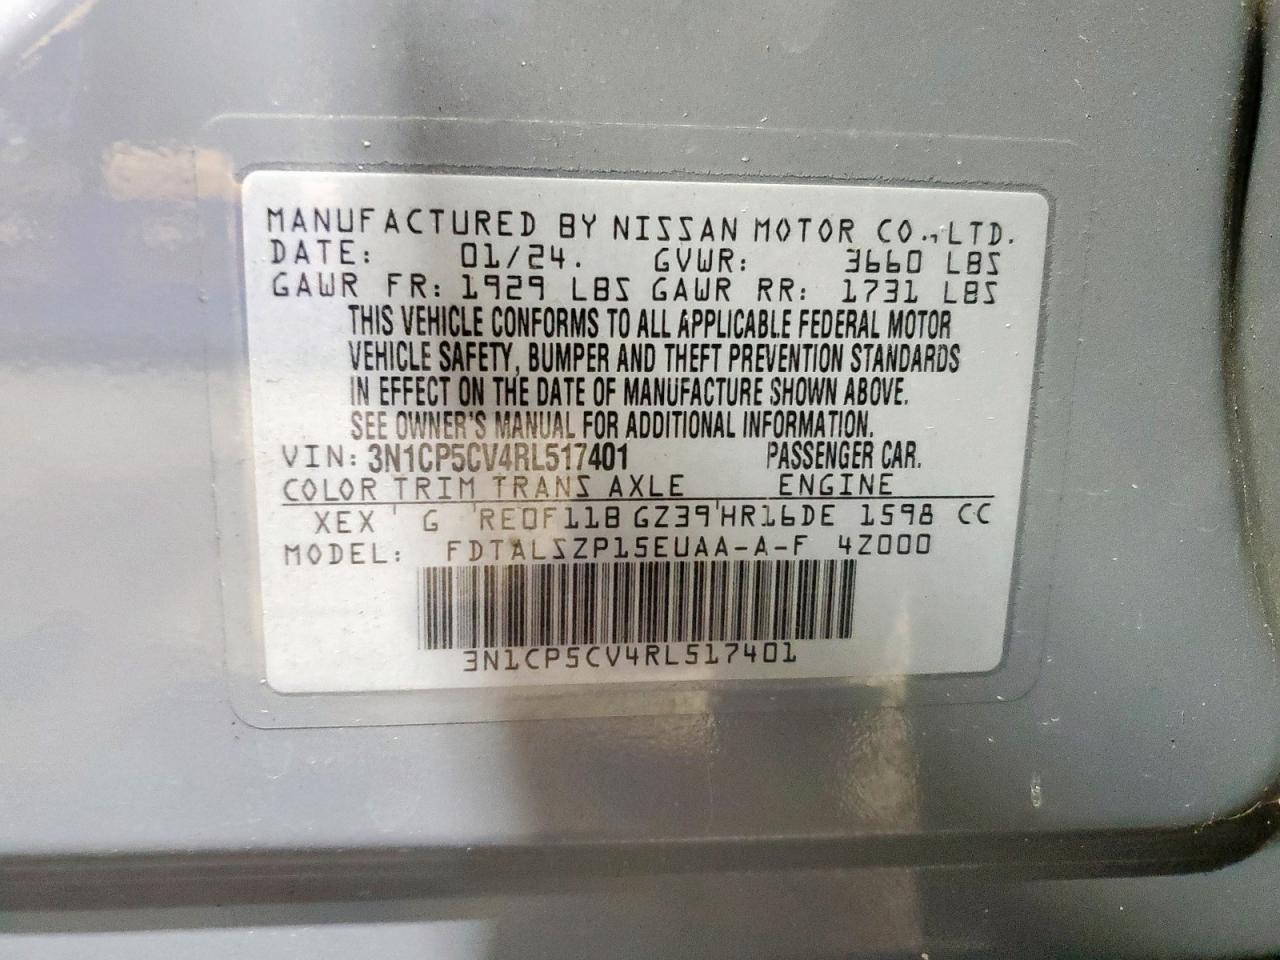 MANUFACTURED BY NISSAN MOTOR CO., LTD.
DATE: 01/24. GVWR: 3660 LBS
GAWR FR: 1929 LBS GAWR RR: 1731 LBS
THIS VEHICLE CONFORMS TO ALL APPLICABLE FEDERAL MOTOR
VEHICLE SAFETY, BUMPER AND THEFT PREVENTION STANDARDS
IN EFFECT ON THE DATE OF MANUFACTURE SHOWN ABOVE.
SEE OWNER'S MANUAL FOR ADDITIONAL INFORMATION.
VIN: 3N1CP5CV4RL517401 PASSENGER CAR.
COLOR TRIM TRANS AXLE ENGINE
XEX ' G RE0F11B GZ39'HR16DE 1598 CC
MODEL: FDTALSZP15EUAA-A-F 4Z000
3N1CP5CV4RL517401